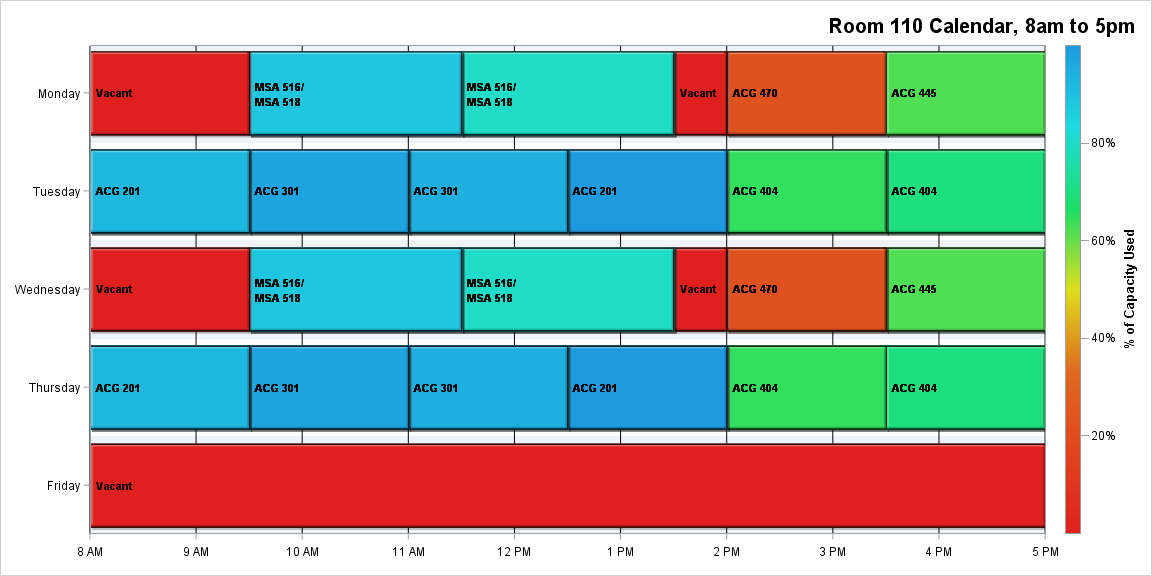 Room 110 Calendar, 8am to 5pm
Monday
Vacant
MSA 516/
MSA 518
MSA 516/
MSA 518
Vacant
ACG 470
ACG 445
Tuesday
ACG 201
ACG 301
ACG 301
ACG 201
ACG 404
ACG 404
Wednesday
Vacant
MSA 516/
MSA 518
MSA 516/
MSA 518
Vacant
ACG 470
ACG 445
Thursday
ACG 201
ACG 301
ACG 301
ACG 201
ACG 404
ACG 404
Friday
Vacant
8 AM
9 AM
10 AM
11 AM
12 PM
1 PM
2 PM
3 PM
4 PM
5 PM
80%
60%
40%
20%
% of Capacity Used